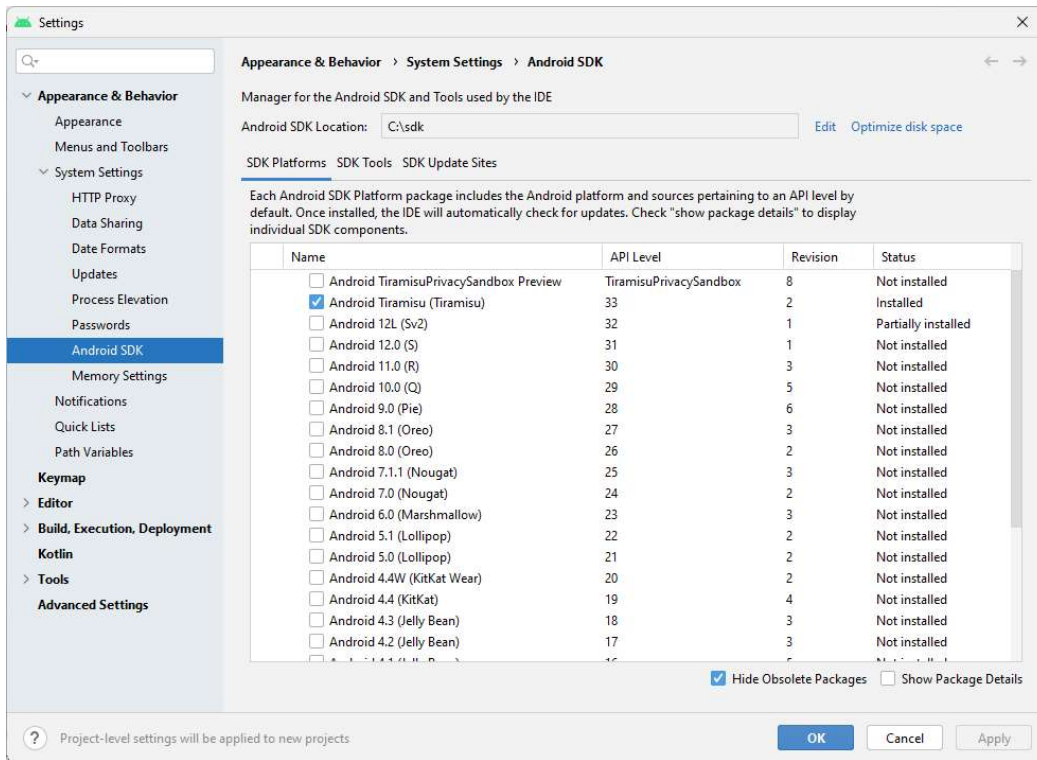 Settings
Appearance & Behavior
Appearance
Menus and Toolbars
System Settings
HTTP Proxy
Data Sharing
Date Formats
Updates
Process Elevation
Passwords
Android SDK
Memory Settings
Notifications
Quick Lists
Path Variables
Keymap
Editor
Build, Execution, Deployment
Kotlin
Tools
Advanced Settings
Appearance & Behavior > System Settings > Android SDK
Manager for the Android SDK and Tools used by the IDE
Android SDK Location: C:\sdk Edit Optimize disk space
SDK Platforms SDK Tools SDK Update Sites
Each Android SDK Platform package includes the Android platform and sources pertaining to an API level by
default. Once installed, the IDE will automatically check for updates. Check "show package details" to display
individual SDK components.
Name API Level Revision Status
Android TiramisuPrivacySandbox Preview TiramisuPrivacySandbox 8 Not installed
Android Tiramisu (Tiramisu) 33 2 Installed
Android 12L (Sv2) 32 1 Partially installed
Android 12.0 (S) 31 1 Not installed
Android 11.0 (R) 30 3 Not installed
Android 10.0 (Q) 29 5 Not installed
Android 9.0 (Pie) 28 6 Not installed
Android 8.1 (Oreo) 27 3 Not installed
Android 8.0 (Oreo) 26 2 Not installed
Android 7.1.1 (Nougat) 25 3 Not installed
Android 7.0 (Nougat) 24 2 Not installed
Android 6.0 (Marshmallow) 23 3 Not installed
Android 5.1 (Lollipop) 22 2 Not installed
Android 5.0 (Lollipop) 21 2 Not installed
Android 4.4W (KitKat Wear) 20 2 Not installed
Android 4.4 (KitKat) 19 4 Not installed
Android 4.3 (Jelly Bean) 18 3 Not installed
Android 4.2 (Jelly Bean) 17 3 Not installed
Hide Obsolete Packages Show Package Details
? Project-level settings will be applied to new projects
OK Cancel Apply